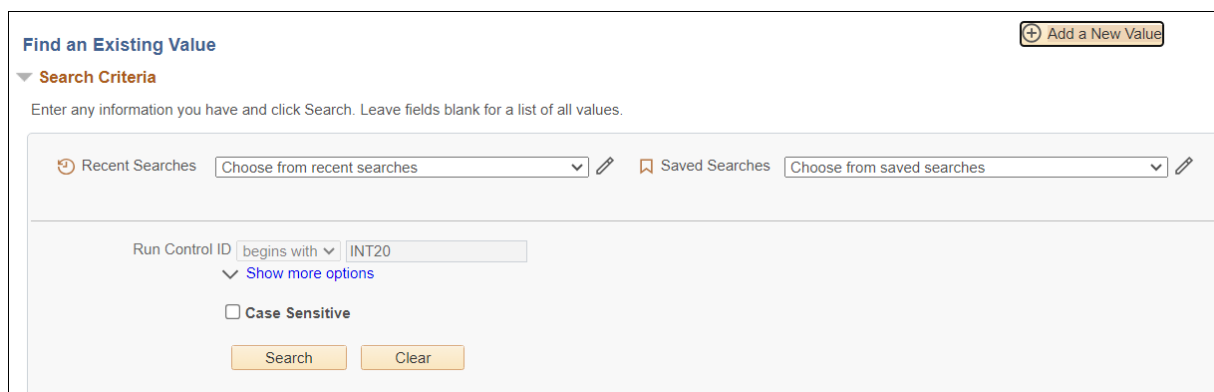 Find an Existing Value
Add a New Value
Search Criteria
Enter any information you have and click Search. Leave fields blank for a list of all values.
Recent Searches Choose from recent searches Saved Searches Choose from saved searches
Run Control ID begins with INT20
Show more options
Case Sensitive
Search Clear